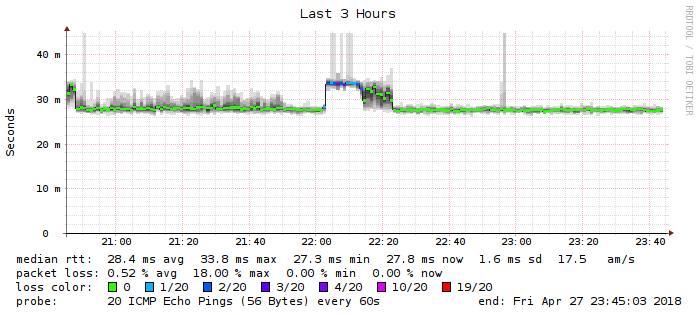 Last 3 Hours
RRDTOOL / TOBI OETIKER
Seconds
40 m
30 m
20 m
10 m
0
21:00 21:20 21:40 22:00 22:20 22:40 23:00 23:20 23:40
median rtt: 28.4 ms avg 33.8 ms max 27.3 ms min 27.8 ms now 1.6 ms sd 17.5 am/s
packet loss: 0.52 % avg 18.00 % max 0.00 % min 0.00 % now
loss color: 0 1/20 2/20 3/20 4/20 10/20 19/20
probe: 20 ICMP Echo Pings (56 Bytes) every 60s end: Fri Apr 27 23:45:03 2018